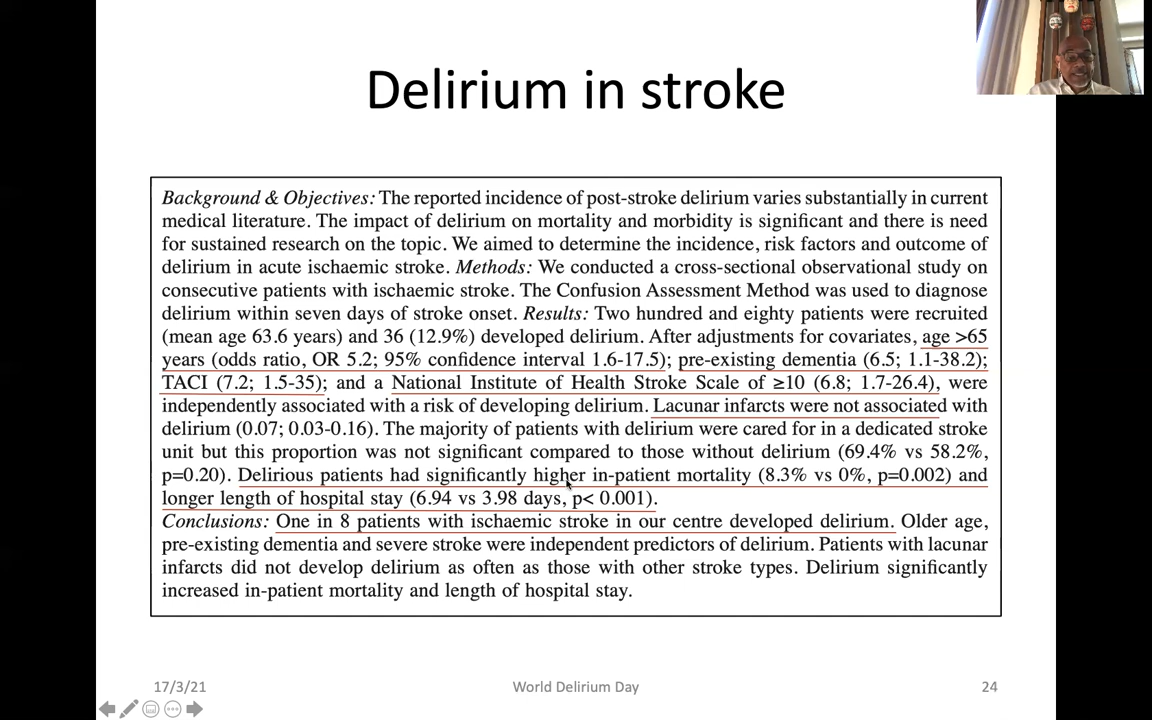 Delirium in stroke
Background & Objectives: The reported incidence of post-stroke delirium varies substantially in current
medical literature. The impact of delirium on mortality and morbidity is significant and there is need
for sustained research on the topic. We aimed to determine the incidence, risk factors and outcome of
delirium in acute ischaemic stroke. Methods: We conducted a cross-sectional observational study on
consecutive patients with ischaemic stroke. The Confusion Assessment Method was used to diagnose
delirium within seven days of stroke onset. Results: Two hundred and eighty patients were recruited
(mean age 63.6 years) and 36 (12.9%) developed delirium. After adjustments for covariates, age >65
years (odds ratio, OR 5.2; 95% confidence interval 1.6-17.5); pre-existing dementia (6.5; 1.1-38.2);
TACI (7.2; 1.5-35); and a National Institute of Health Stroke Scale of ≥10 (6.8; 1.7-26.4), were
independently associated with a risk of developing delirium. Lacunar infarcts were not associated with
delirium (0.07; 0.03-0.16). The majority of patients with delirium were cared for in a dedicated stroke
unit but this proportion was not significant compared to those without delirium (69.4% vs 58.2%,
p=0.20). Delirious patients had significantly higher in-patient mortality (8.3% vs 0%, p=0.002) and
longer length of hospital stay (6.94 vs 3.98 days, p< 0.001).
Conclusions: One in 8 patients with ischaemic stroke in our centre developed delirium. Older age,
pre-existing dementia and severe stroke were independent predictors of delirium. Patients with lacunar
infarcts did not develop delirium as often as those with other stroke types. Delirium significantly
increased in-patient mortality and length of hospital stay.
17/3/21
World Delirium Day
24